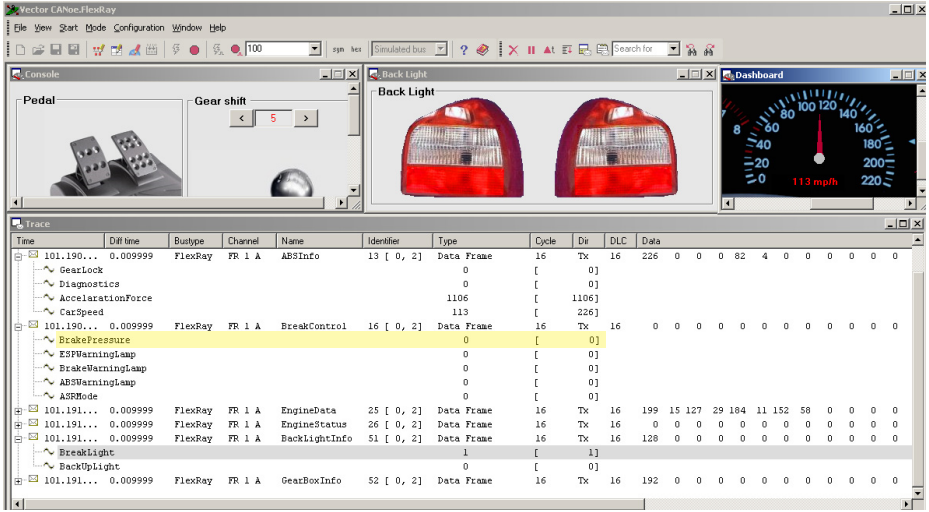 Vector CANoe.FlexRay
File View Start Mode Configuration Window Help
100 sym hex Simulated bus Search for
Console
Pedal
Gear shift
< 5 >
Back Light
Back Light
Dashboard
8
0 20 40 60 80 100 120 140 160 180 200 220
113 mp/h
Trace
Time Diff time Bustype Channel Name Identifier Type Cycle Dir DLC Data
101.190... 0.009999 FlexRay FR 1 A ABSInfo 13 [ 0, 2] Data Frame 16 Tx 16 226 0 0 0 82 4 0 0 0 0 0 0
GearLock 0 [ 0]
Diagnostics 0 [ 0]
AccelarationForce 1106 [ 1106]
CarSpeed 113 [ 226]
101.190... 0.009999 FlexRay FR 1 A BreakControl 16 [ 0, 2] Data Frame 16 Tx 16 0 0 0 0 0 0 0 0 0 0 0 0
BrakePressure 0 [ 0]
ESPWarningLamp 0 [ 0]
BrakeWarningLamp 0 [ 0]
ABSWarningLamp 0 [ 0]
ASRMode 0 [ 0]
101.191... 0.009999 FlexRay FR 1 A EngineData 25 [ 0, 2] Data Frame 16 Tx 16 199 15 127 29 184 11 152 58 0 0 0 0
101.191... 0.009999 FlexRay FR 1 A EngineStatus 26 [ 0, 2] Data Frame 16 Tx 16 0 0 0 0 0 0 0 0 0 0 0 0
101.191... 0.009999 FlexRay FR 1 A BackLightInfo 51 [ 0, 2] Data Frame 16 Tx 16 128 0 0 0 0 0 0 0 0 0 0 0
BreakLight 1 [ 1]
BackUpLight 0 [ 0]
101.191... 0.009999 FlexRay FR 1 A GearBoxInfo 52 [ 0, 2] Data Frame 16 Tx 16 192 0 0 0 0 0 0 0 0 0 0 0